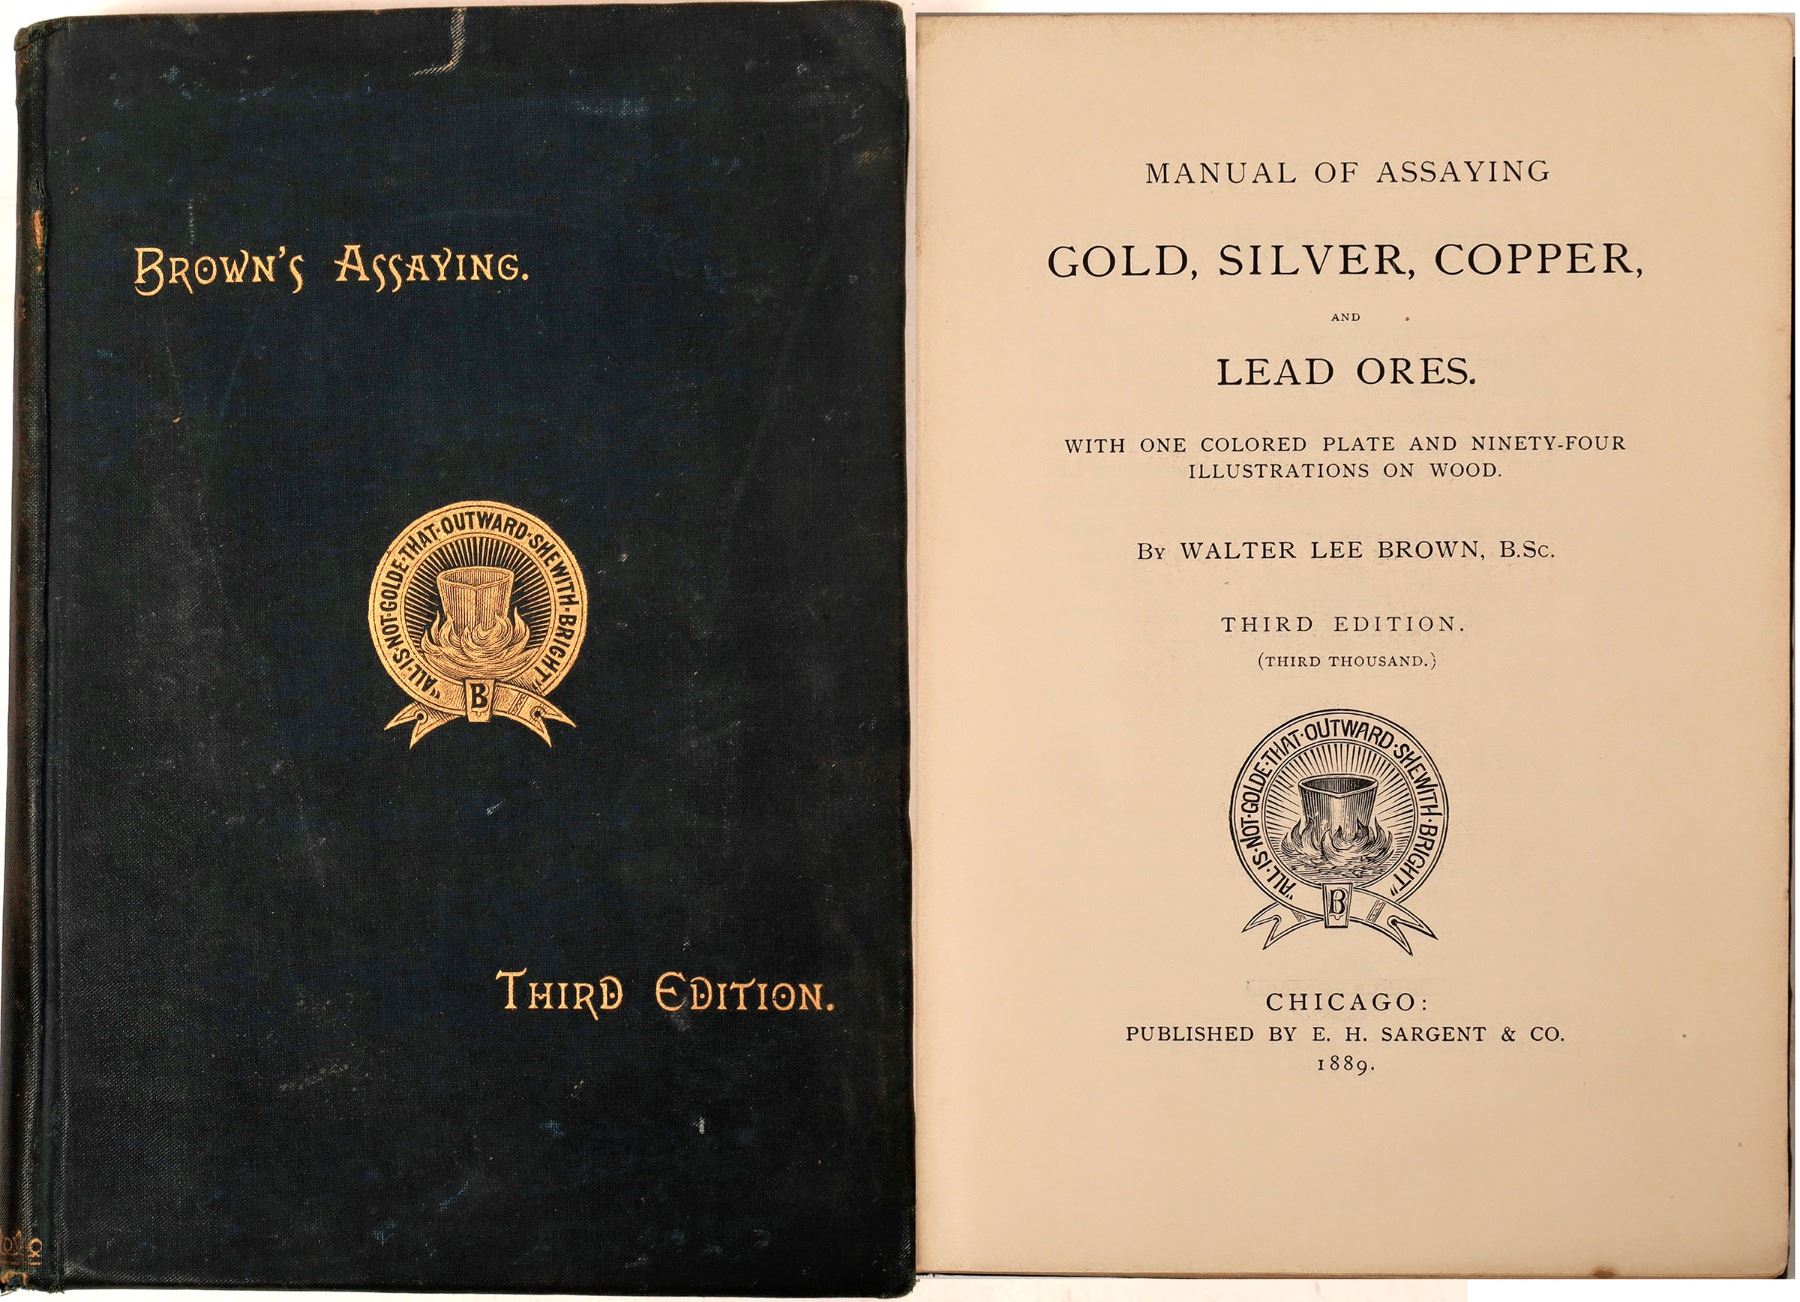 BROWN'S ASSAYING.
"ALL·IS·NOT·GOLDE·THAT·OUTWARD·SHEWITH·BRIGHT"
B
THIRD EDITION.
MANUAL OF ASSAYING
GOLD, SILVER, COPPER,
AND
LEAD ORES.
WITH ONE COLORED PLATE AND NINETY-FOUR
ILLUSTRATIONS ON WOOD.
By WALTER LEE BROWN, B.Sc.
THIRD EDITION.
(THIRD THOUSAND.)
"ALL·IS·NOT·GOLDE·THAT·OUTWARD·SHEWITH·BRIGHT"
B
CHICAGO:
PUBLISHED BY E. H. SARGENT & CO.
1889.